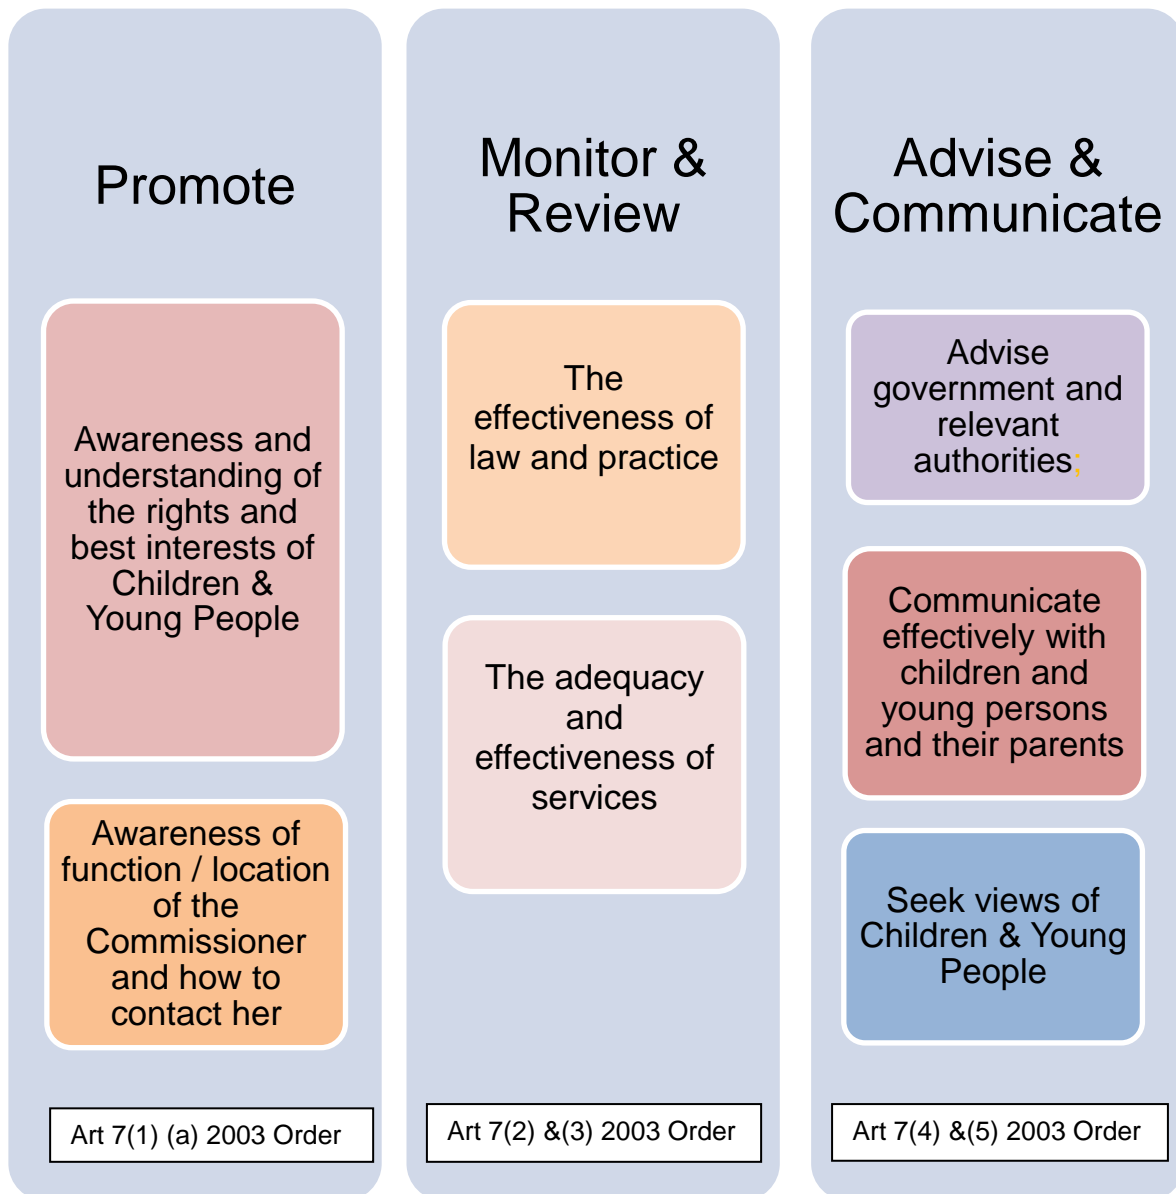 Promote
Awareness and
understanding of
the rights and
best interests of
Children &
Young People
Awareness of
function / location
of the
Commissioner
and how to
contact her
Art 7(1) (a) 2003 Order
Monitor &
Review
The
effectiveness of
law and practice
The adequacy
and
effectiveness of
services
Art 7(2) &(3) 2003 Order
Advise &
Communicate
Advise
government and
relevant
authorities;
Communicate
effectively with
children and
young persons
and their parents
Seek views of
Children & Young
People
Art 7(4) &(5) 2003 Order